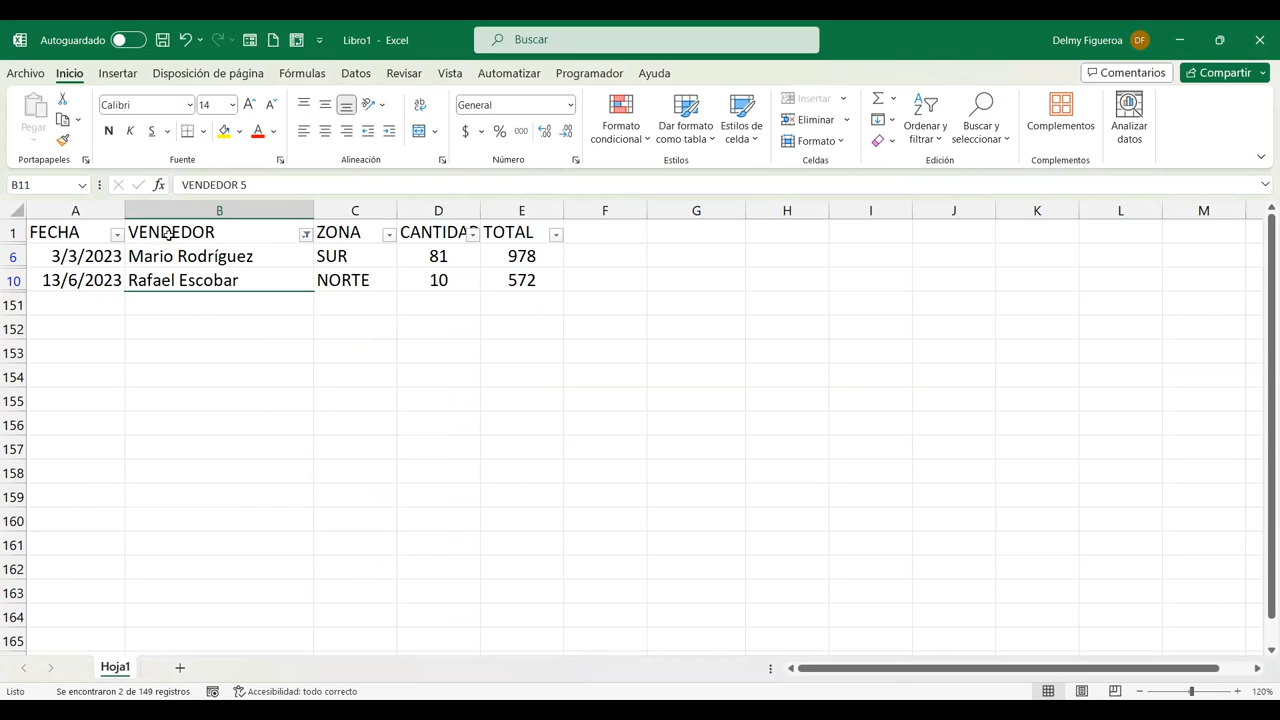 Autoguardado
Libro1 - Excel
Buscar
Delmy Figueroa
DF
Archivo Inicio Insertar Disposición de página Fórmulas Datos Revisar Vista Automatizar Programador Ayuda
Comentarios
Compartir
Pegar
Portapapeles
Calibri
14
N K S
Fuente
Alineación
General
$ % 000
Número
Formato condicional
Dar formato como tabla
Estilos de celda
Estilos
Insertar
Eliminar
Formato
Celdas
Ordenar y filtrar
Buscar y seleccionar
Edición
Complementos
Complementos
Analizar datos
B11
fx
VENDEDOR 5
A B C D E F G H I J K L M
1 FECHA VENDEDOR ZONA CANTIDAD TOTAL
6 3/3/2023 Mario Rodríguez SUR 81 978
10 13/6/2023 Rafael Escobar NORTE 10 572
151
152
153
154
155
156
157
158
159
160
161
162
163
164
165
Hoja1
Listo
Se encontraron 2 de 149 registros
Accesibilidad: todo correcto
120%